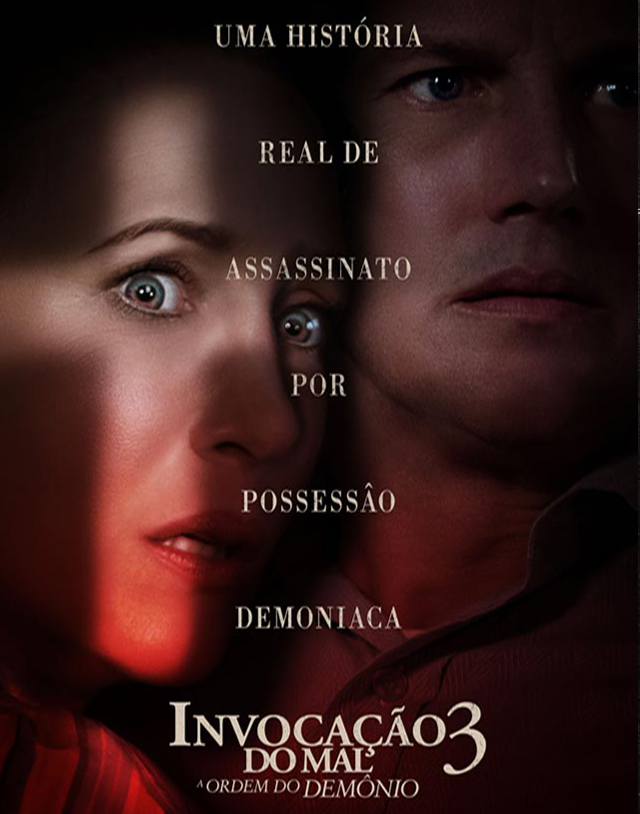 UMA HISTÓRIA
REAL DE
ASSASSINATO
POR
POSSESSÂO
DEMONIACA
INVOCAÇÃO 3
DO MAL
A ORDEM DO DEMÔNIO